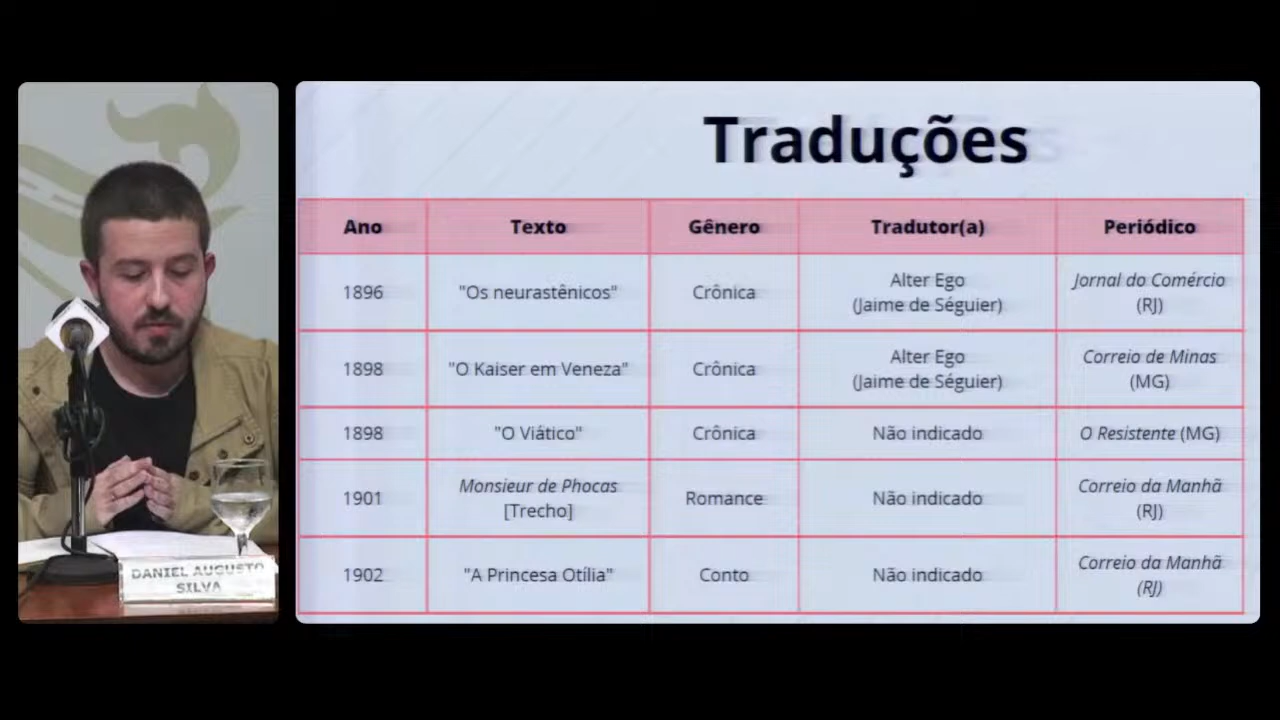 Traduções
Ano Texto Gênero Tradutor(a) Periódico
1896 "Os neurastênicos" Crônica Alter Ego
(Jaime de Séguier) Jornal do Comércio
(RJ)
1898 "O Kaiser em Veneza" Crônica Alter Ego
(Jaime de Séguier) Correio de Minas
(MG)
1898 "O Viático" Crônica Não indicado O Resistente (MG)
1901 Monsieur de Phocas
[Trecho] Romance Não indicado Correio da Manhã
(RJ)
1902 "A Princesa Otília" Conto Não indicado Correio da Manhã
(RJ)
DANIEL AUGUSTO
SILVA